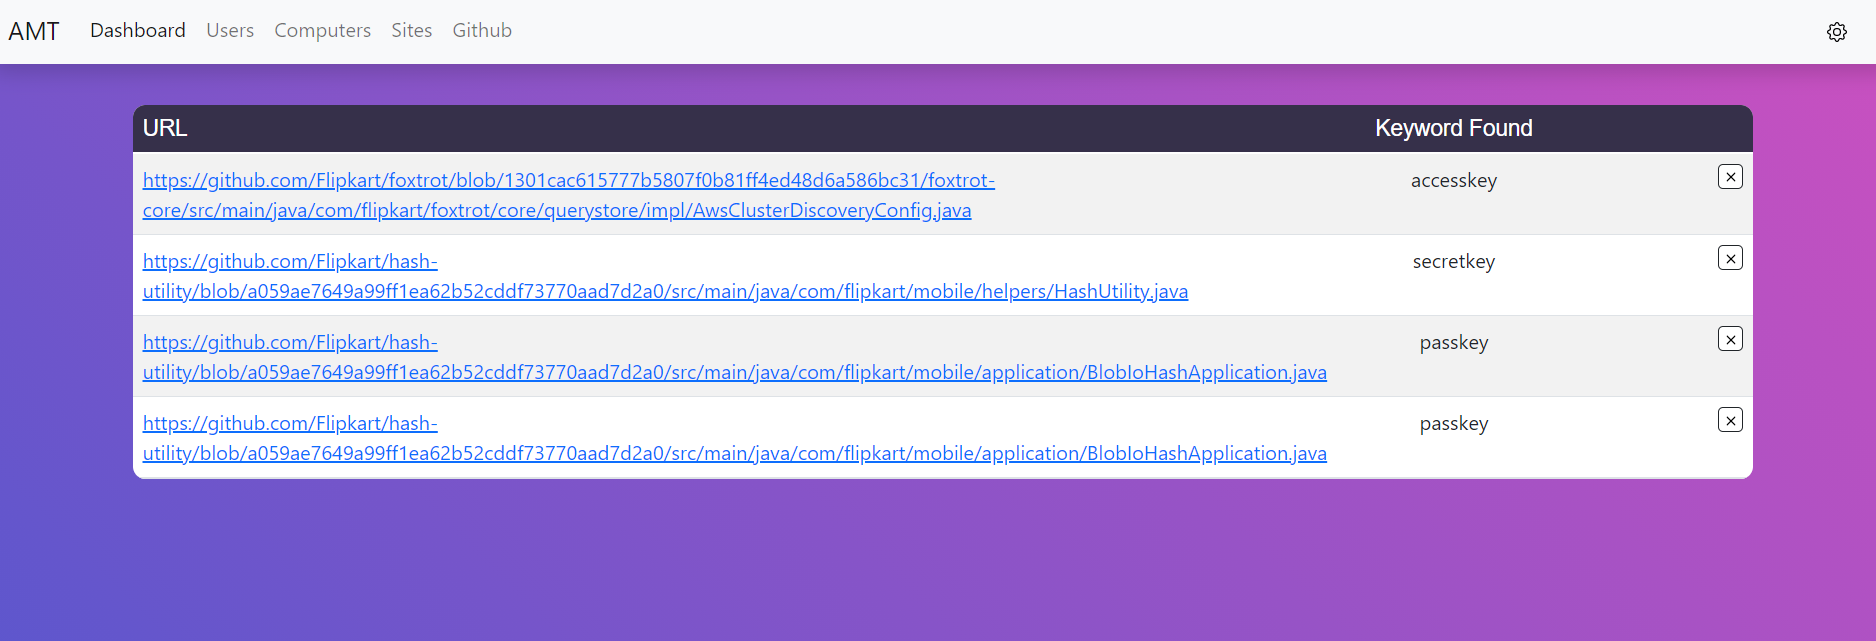 AMT Dashboard Users Computers Sites Github
URL Keyword Found
https://github.com/Flipkart/foxtrot/blob/1301cac615777b5807f0b81ff4ed48d6a586bc31/foxtrot- accesskey
core/src/main/java/com/flipkart/foxtrot/core/querystore/impl/AwsClusterDiscoveryConfig.java
https://github.com/Flipkart/hash- secretkey
utility/blob/a059ae7649a99ff1ea62b52cddf73770aad7d2a0/src/main/java/com/flipkart/mobile/helpers/HashUtility.java
https://github.com/Flipkart/hash- passkey
utility/blob/a059ae7649a99ff1ea62b52cddf73770aad7d2a0/src/main/java/com/flipkart/mobile/application/BlobIoHashApplication.java
https://github.com/Flipkart/hash- passkey
utility/blob/a059ae7649a99ff1ea62b52cddf73770aad7d2a0/src/main/java/com/flipkart/mobile/application/BlobIoHashApplication.java